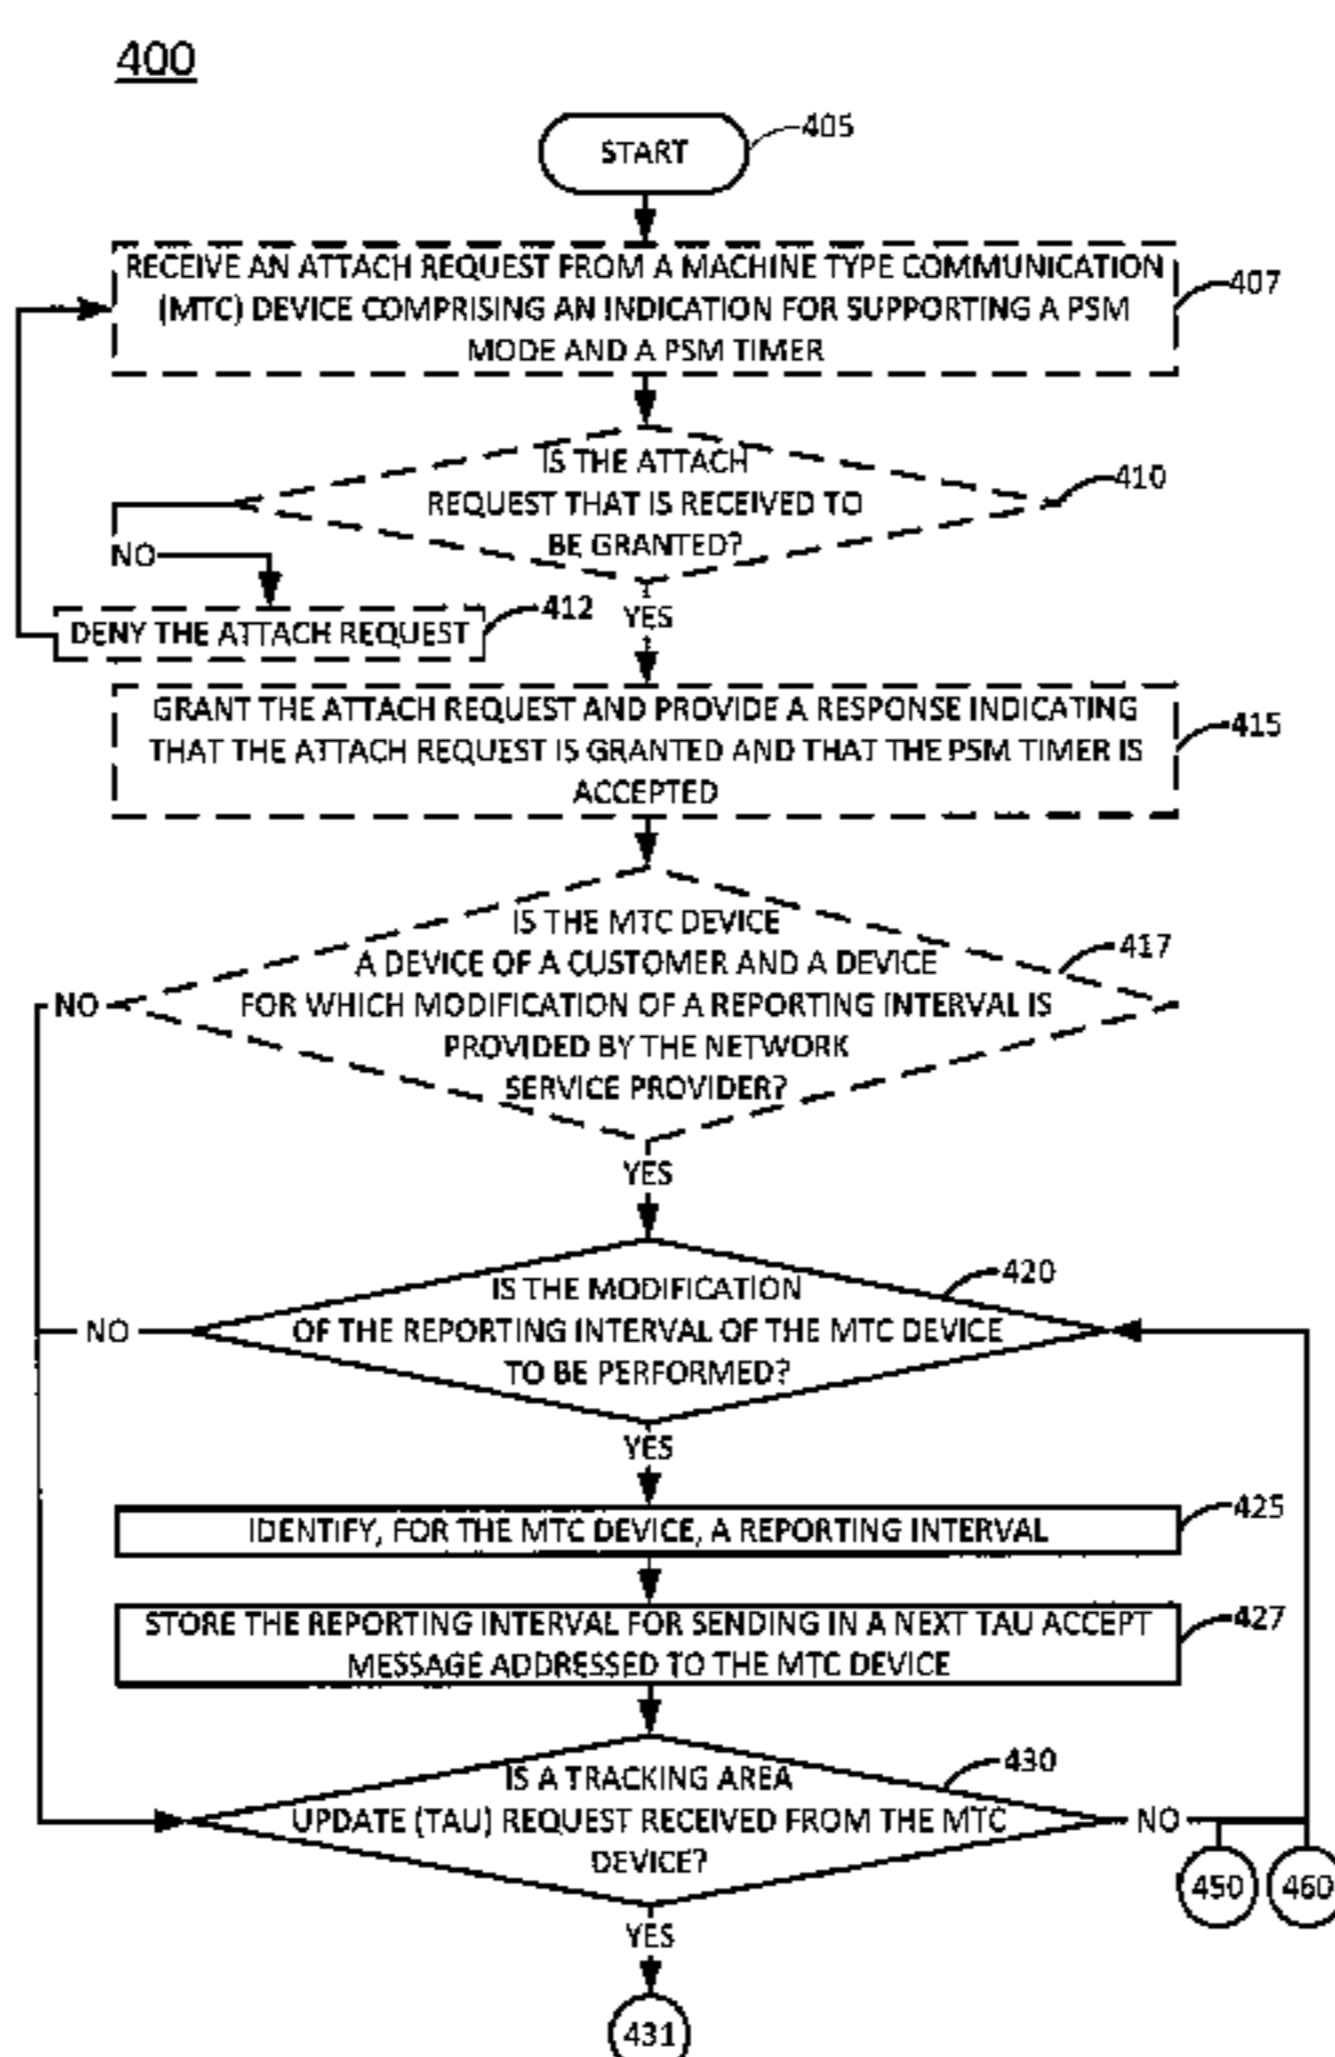 400
START
405
RECEIVE AN ATTACH REQUEST FROM A MACHINE TYPE COMMUNICATION
(MTC) DEVICE COMPRISING AN INDICATION FOR SUPPORTING A PSM
MODE AND A PSM TIMER
407
IS THE ATTACH
REQUEST THAT IS RECEIVED TO
BE GRANTED?
410
NO
DENY THE ATTACH REQUEST
412
YES
GRANT THE ATTACH REQUEST AND PROVIDE A RESPONSE INDICATING
THAT THE ATTACH REQUEST IS GRANTED AND THAT THE PSM TIMER IS
ACCEPTED
415
IS THE MTC DEVICE
A DEVICE OF A CUSTOMER AND A DEVICE
FOR WHICH MODIFICATION OF A REPORTING INTERVAL IS
PROVIDED BY THE NETWORK
SERVICE PROVIDER?
417
NO
YES
IS THE MODIFICATION
OF THE REPORTING INTERVAL OF THE MTC DEVICE
TO BE PERFORMED?
420
NO
YES
IDENTIFY, FOR THE MTC DEVICE, A REPORTING INTERVAL
425
STORE THE REPORTING INTERVAL FOR SENDING IN A NEXT TAU ACCEPT
MESSAGE ADDRESSED TO THE MTC DEVICE
427
IS A TRACKING AREA
UPDATE (TAU) REQUEST RECEIVED FROM THE MTC
DEVICE?
430
NO
450
460
YES
431